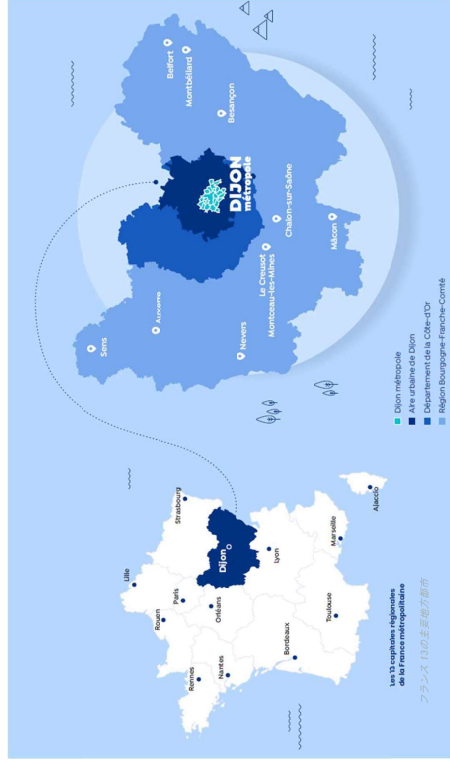 Lille
Rouen
Paris
Strasbourg
Rennes
Nantes
Orléans
Dijon
Lyon
Bordeaux
Toulouse
Marseille
Ajaccio
Les 13 capitales régionales
de la France métropolitaine
フランス 13の主要地方都市
Sens
Auxerre
Nevers
Belfort
Montbéliard
Besançon
DIJON
métropole
Le Creusot
Montceau-les-Mines
Chalon-sur-Saône
Mâcon
Dijon métropole
Aire urbaine de Dijon
Département de la Côte-d'Or
Région Bourgogne-Franche-Comté